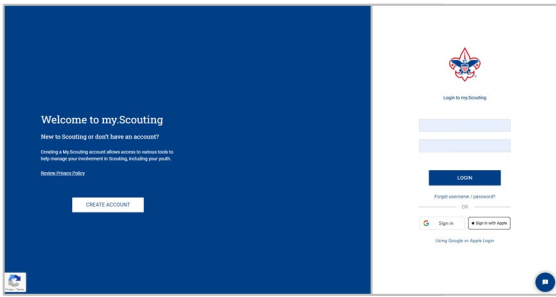 Welcome to my.Scouting
New to Scouting or don't have an account?
Creating a My.Scouting account allows access to various tools to
help manage your involvement in Scouting, including your youth.
Review Privacy Policy
CREATE ACCOUNT
Login to my.Scouting
LOGIN
Forget username / password?
OR
Sign in
Sign in with Apple
Using Google or Apple Login